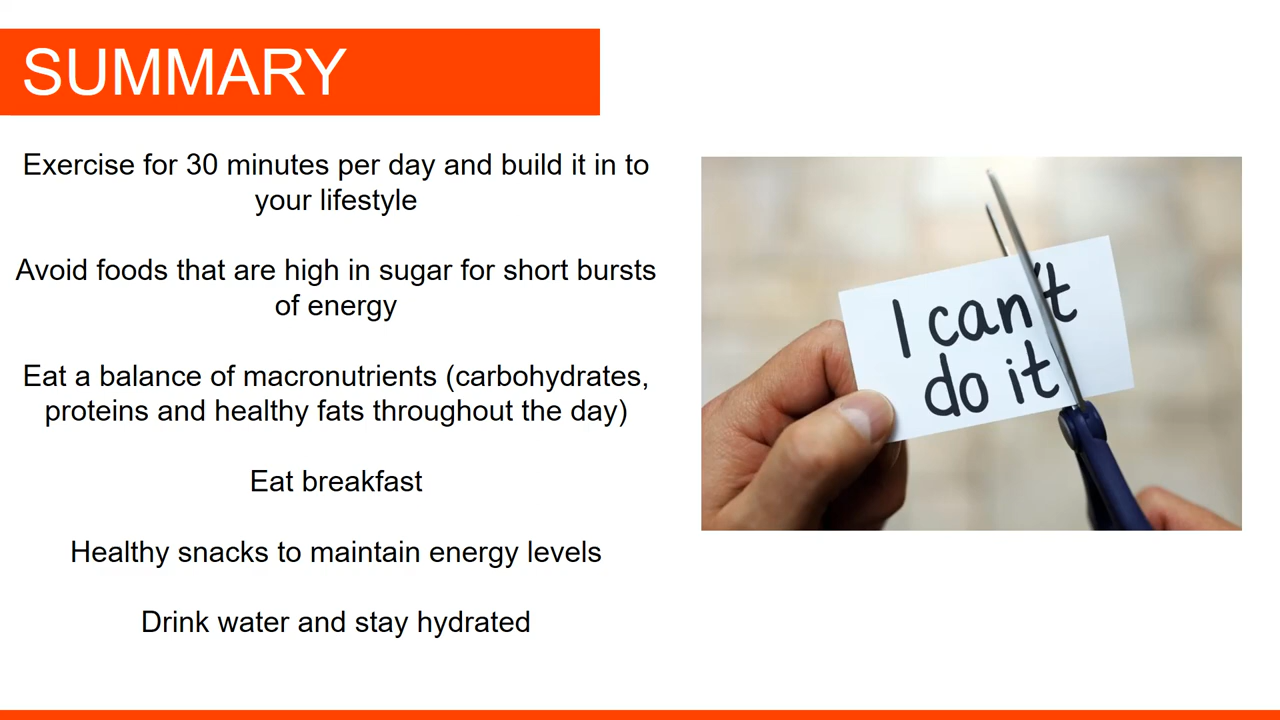 SUMMARY
Exercise for 30 minutes per day and build it in to
your lifestyle
Avoid foods that are high in sugar for short bursts
of energy
Eat a balance of macronutrients (carbohydrates,
proteins and healthy fats throughout the day)
Eat breakfast
Healthy snacks to maintain energy levels
Drink water and stay hydrated
I can't
do it